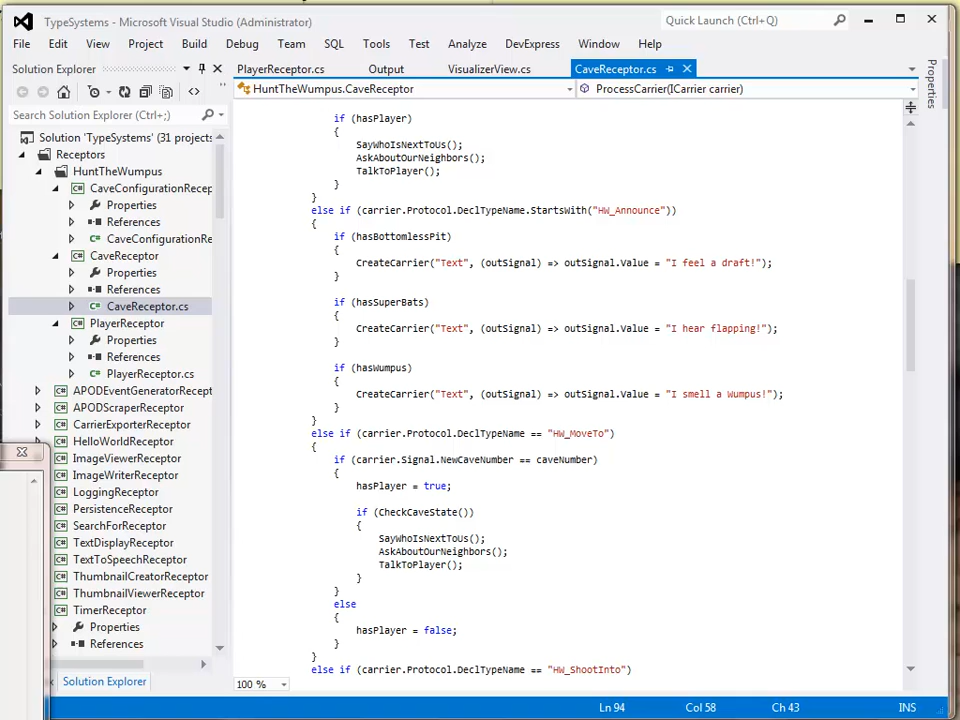 TypeSystems - Microsoft Visual Studio (Administrator)
Quick Launch (Ctrl+Q)
File Edit View Project Build Debug Team SQL Tools Test Analyze DevExpress Window Help
Solution Explorer
PlayerReceptor.cs Output VisualizerView.cs CaveReceptor.cs
Properties
HuntTheWumpus.CaveReceptor
ProcessCarrier(ICarrier carrier)
Search Solution Explorer (Ctrl+;)
Solution 'TypeSystems' (31 projects
Receptors
HuntTheWumpus
CaveConfigurationRecep
Properties
References
CaveConfigurationRe
CaveReceptor
Properties
References
CaveReceptor.cs
PlayerReceptor
Properties
References
PlayerReceptor.cs
APODEventGeneratorRecept
APODScraperReceptor
CarrierExporterReceptor
HelloWorldReceptor
ImageViewerReceptor
ImageWriterReceptor
LoggingReceptor
PersistenceReceptor
SearchForReceptor
TextDisplayReceptor
TextToSpeechReceptor
ThumbnailCreatorReceptor
ThumbnailViewerReceptor
TimerReceptor
Properties
References
Solution Explorer
if (hasPlayer)
{
SayWhoIsNextToUs();
AskAboutOurNeighbors();
TalkToPlayer();
}
}
else if (carrier.Protocol.DeclTypeName.StartsWith("HW_Announce"))
{
if (hasBottomlessPit)
{
CreateCarrier("Text", (outSignal) => outSignal.Value = "I feel a draft!");
}
if (hasSuperBats)
{
CreateCarrier("Text", (outSignal) => outSignal.Value = "I hear flapping!");
}
if (hasWumpus)
{
CreateCarrier("Text", (outSignal) => outSignal.Value = "I smell a Wumpus!");
}
}
else if (carrier.Protocol.DeclTypeName == "HW_MoveTo")
{
if (carrier.Signal.NewCaveNumber == caveNumber)
{
hasPlayer = true;
if (CheckCaveState())
{
SayWhoIsNextToUs();
AskAboutOurNeighbors();
TalkToPlayer();
}
}
else
{
hasPlayer = false;
}
}
else if (carrier.Protocol.DeclTypeName == "HW_ShootInto")
100 %
Ln 94 Col 58 Ch 43 INS